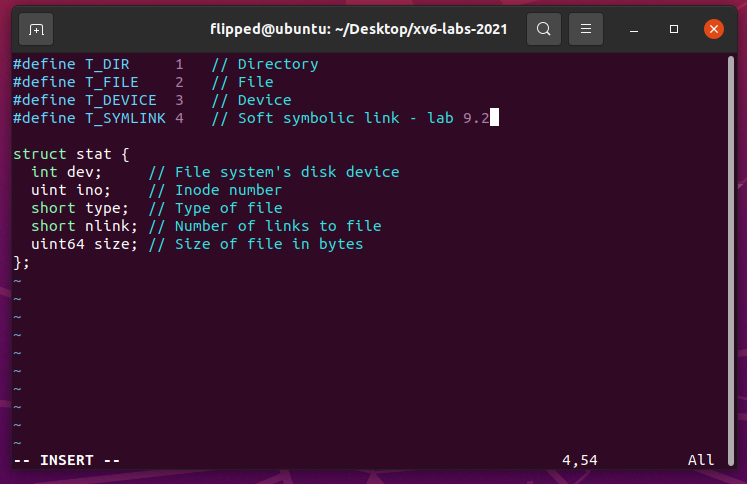 flipped@ubuntu: ~/Desktop/xv6-labs-2021
#define T_DIR     1   // Directory
#define T_FILE    2   // File
#define T_DEVICE  3   // Device
#define T_SYMLINK 4   // Soft symbolic link - lab 9.2

struct stat {
  int dev;     // File system's disk device
  uint ino;    // Inode number
  short type;  // Type of file
  short nlink; // Number of links to file
  uint64 size; // Size of file in bytes
};
~
~
~
~
~
~
~
~
~
~
-- INSERT -- 4,54 All